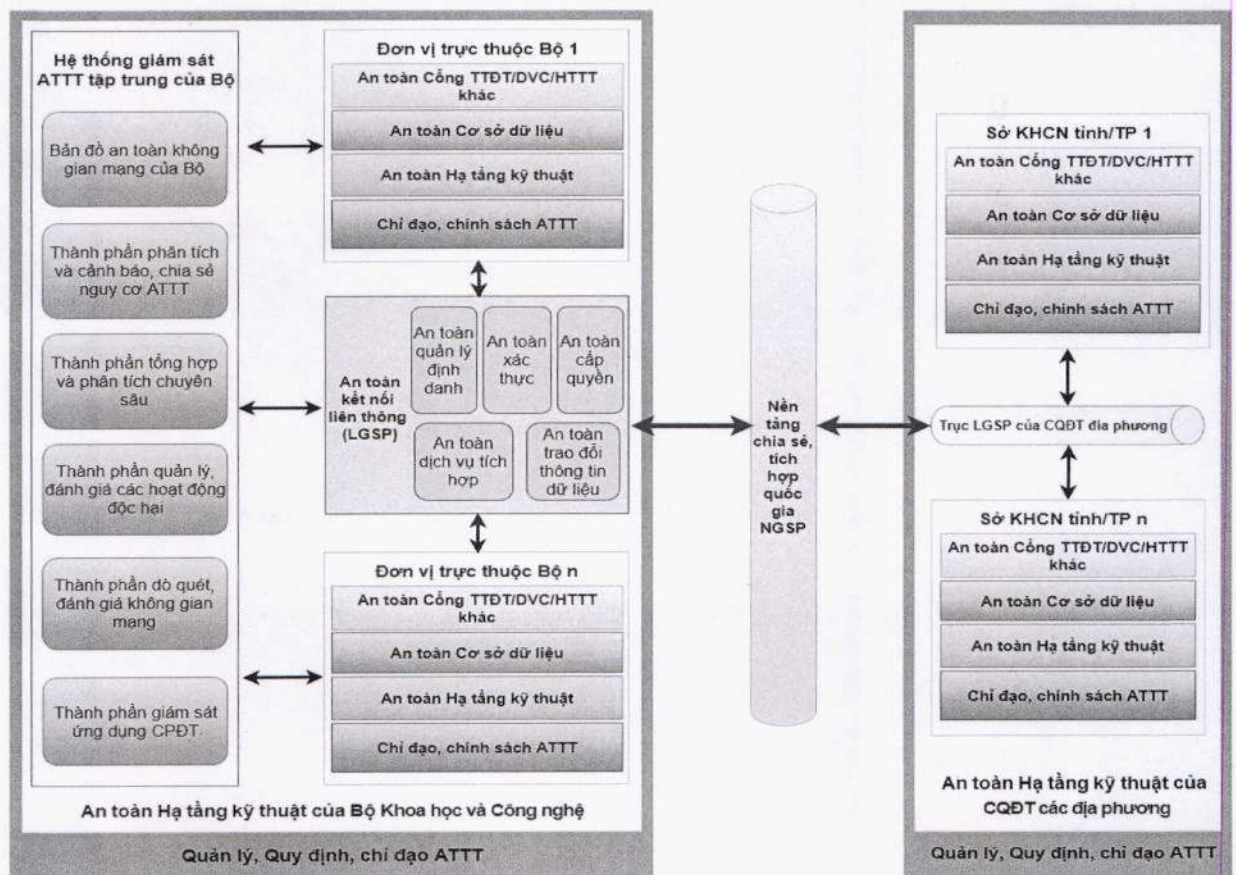 Hệ thống giám sát
ATTT tập trung của Bộ
Bản đồ an toàn không
gian mạng của Bộ
Thành phần phân tích
và cảnh báo, chia sẻ
nguy cơ ATTT
Thành phần tổng hợp
và phân tích chuyên
sâu
Thành phần quản lý,
đánh giá các hoạt động
độc hại
Thành phần dò quét,
đánh giá không gian
mạng
Thành phần giám sát
ứng dụng CPĐT
Đơn vị trực thuộc Bộ 1
An toàn Cổng TTĐT/DVC/HTTT
khác
An toàn Cơ sở dữ liệu
An toàn Hạ tầng kỹ thuật
Chỉ đạo, chính sách ATTT
An toàn
kết nối
liên thông
(LGSP)
An toàn
quản lý
định
danh
An toàn
xác
thực
An toàn
cấp
quyền
An toàn
dịch vụ tích
hợp
An toàn
trao đổi
thông tin
dữ liệu
Đơn vị trực thuộc Bộ n
An toàn Cổng TTĐT/DVC/HTTT
khác
An toàn Cơ sở dữ liệu
An toàn Hạ tầng kỹ thuật
Chỉ đạo, chính sách ATTT
An toàn Hạ tầng kỹ thuật của Bộ Khoa học và Công nghệ
Quản lý, Quy định, chỉ đạo ATTT
Nền
tảng
chia sẻ,
tích
hợp
quốc
gia
NGSP
Sở KHCN tỉnh/TP 1
An toàn Cổng TTĐT/DVC/HTTT
khác
An toàn Cơ sở dữ liệu
An toàn Hạ tầng kỹ thuật
Chỉ đạo, chính sách ATTT
Trục LGSP của CQĐT địa phương
Sở KHCN tỉnh/TP n
An toàn Cổng TTĐT/DVC/HTTT
khác
An toàn Cơ sở dữ liệu
An toàn Hạ tầng kỹ thuật
Chỉ đạo, chính sách ATTT
An toàn Hạ tầng kỹ thuật của
CQĐT các địa phương
Quản lý, Quy định, chỉ đạo ATTT